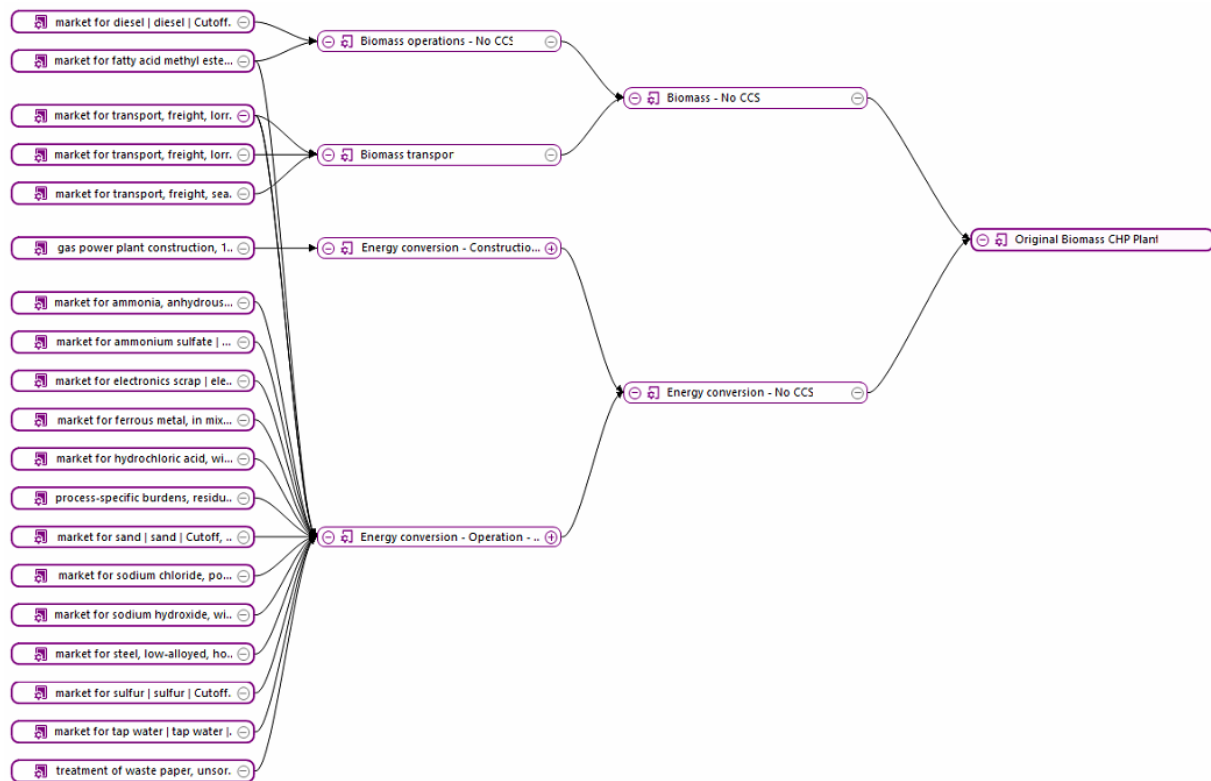 market for diesel | diesel | Cutoff.
market for fatty acid methyl este...
market for transport, freight, lorr.
market for transport, freight, lorr.
market for transport, freight, sea.
gas power plant construction, 1..
market for ammonia, anhydrous...
market for ammonium sulfate | ...
market for electronics scrap | ele..
market for ferrous metal, in mix...
market for hydrochloric acid, wi...
process-specific burdens, residu..
market for sand | sand | Cutoff, ..
market for sodium chloride, po...
market for sodium hydroxide, wi..
market for steel, low-alloyed, ho..
market for sulfur | sulfur | Cutoff.
market for tap water | tap water |.
treatment of waste paper, unsor.
Biomass operations - No CCS
Biomass transpor
Energy conversion - Constructio...
Energy conversion - Operation - ..
Biomass - No CCS
Energy conversion - No CCS
Original Biomass CHP Plant